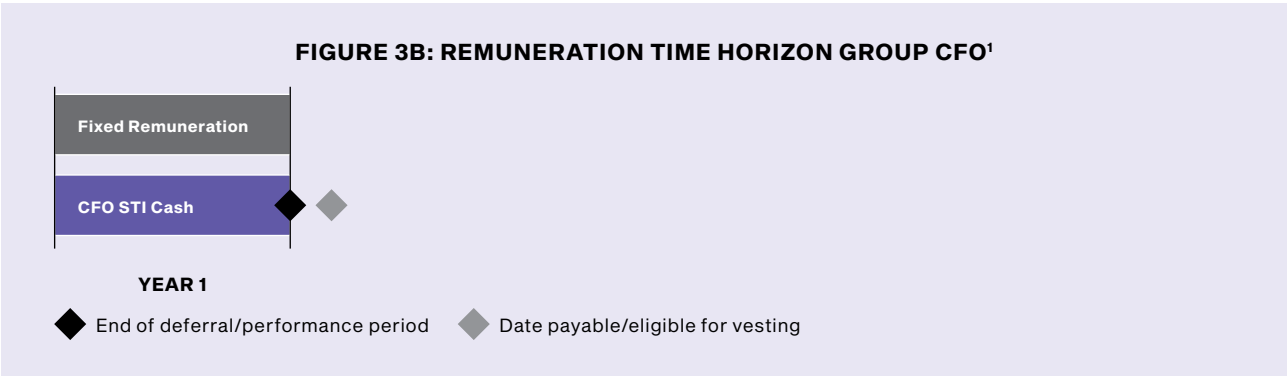 FIGURE 3B: REMUNERATION TIME HORIZON GROUP CFO¹
Fixed Remuneration
CFO STI Cash
YEAR 1
End of deferral/performance period Date payable/eligible for vesting